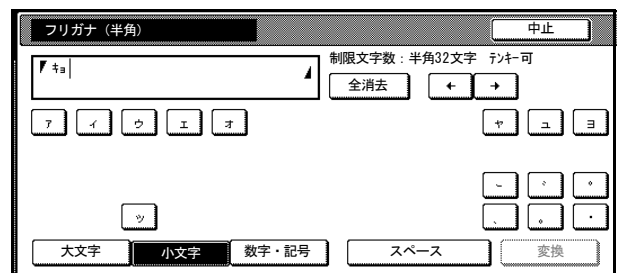 フリガナ（半角） 中止
制限文字数：半角32文字 ﾃﾝｷｰ可
ｷｮ
全消去 ← →
ァ ィ ゥ ェ ォ ャ ュ ョ
ー ゛ ゜
ッ 、 。 ・
大文字 小文字 数字・記号 スペース 変換